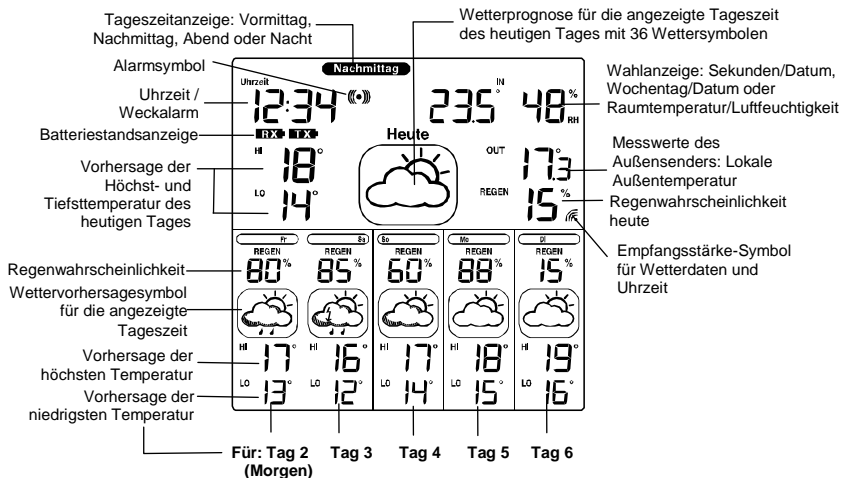 Tageszeitanzeige: Vormittag,
Nachmittag, Abend oder Nacht
Wetterprognose für die angezeigte Tageszeit
des heutigen Tages mit 36 Wettersymbolen
Alarmsymbol
Uhrzeit /
Weckalarm
Batteriestandsanzeige
Vorhersage der
Höchst- und
Tiefsttemperatur des
heutigen Tages
Nachmittag
Uhrzeit
12:34
IN
23.5°
48%
RH
RX TX
Heute
HI
18°
LO
14°
OUT
17.3°
REGEN
15%
Wahlanzeige: Sekunden/Datum,
Wochentag/Datum oder
Raumtemperatur/Luftfeuchtigkeit
Messwerte des
Außensenders: Lokale
Außentemperatur
Regenwahrscheinlichkeit
heute
Empfangsstärke-Symbol
für Wetterdaten und
Uhrzeit
Regenwahrscheinlichkeit
Wettervorhersagesymbol
für die angezeigte
Tageszeit
Vorhersage der
höchsten Temperatur
Vorhersage der
niedrigsten Temperatur
Fr Sa So Mo Di
REGEN REGEN REGEN REGEN REGEN
80% 85% 60% 88% 15%
HI 17° HI 16° HI 17° HI 18° HI 19°
LO 13° LO 12° LO 14° LO 15° LO 16°
Für: Tag 2 Tag 3 Tag 4 Tag 5 Tag 6
(Morgen)